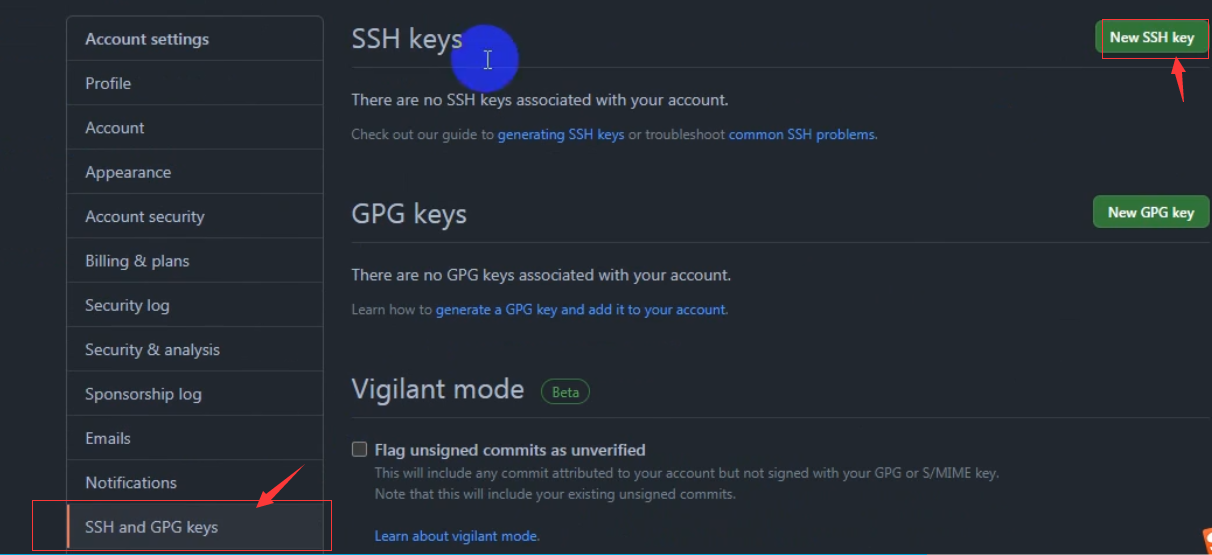 Account settings
Profile
Account
Appearance
Account security
Billing & plans
Security log
Security & analysis
Sponsorship log
Emails
Notifications
SSH and GPG keys
SSH keys
New SSH key
There are no SSH keys associated with your account.
Check out our guide to generating SSH keys or troubleshoot common SSH problems.
GPG keys
New GPG key
There are no GPG keys associated with your account.
Learn how to generate a GPG key and add it to your account.
Vigilant mode Beta
Flag unsigned commits as unverified
This will include any commit attributed to your account but not signed with your GPG or S/MIME key.
Note that this will include your existing unsigned commits.
Learn about vigilant mode.